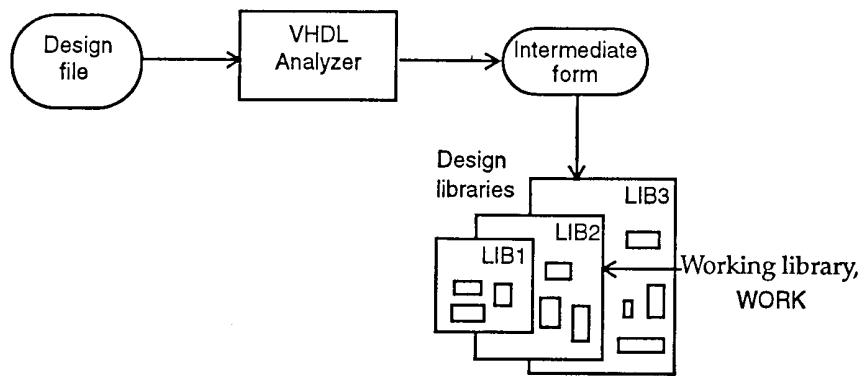 Design
file
VHDL
Analyzer
Intermediate
form
Design
libraries
LIB3
LIB2
LIB1
Working library,
WORK